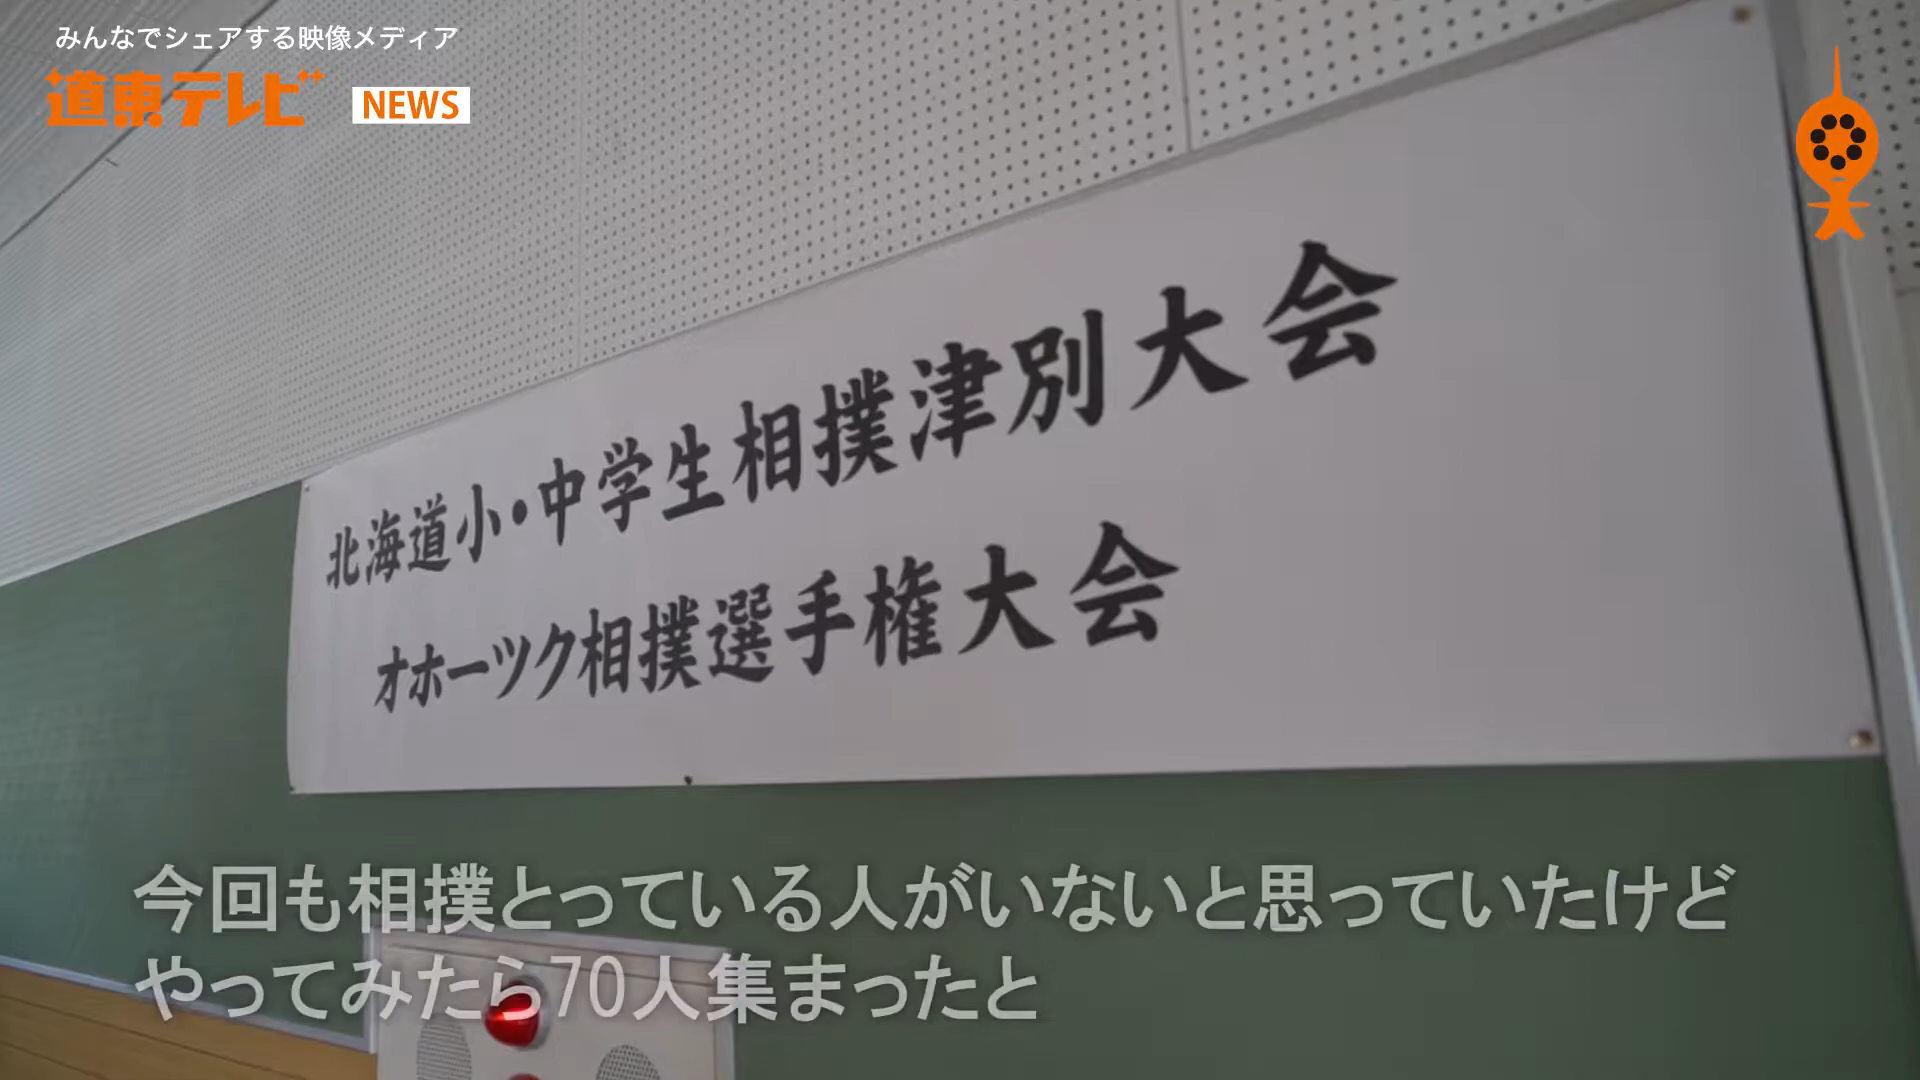 みんなでシェアする映像メディア
道東テレビ NEWS
北海道小・中学生相撲津別大会
オホーツク相撲選手権大会
今回も相撲とっている人がいないと思っていたけど
やってみたら70人集まったと